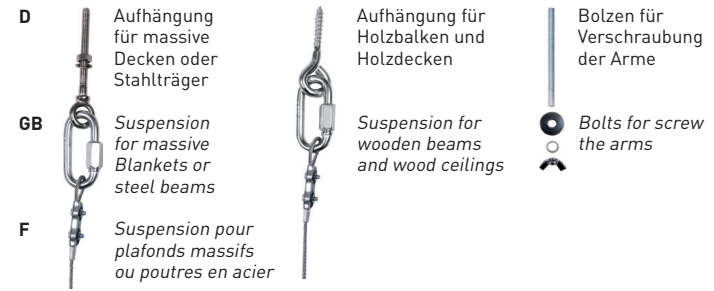 D
Aufhängung
für massive
Decken oder
Stahlträger
Aufhängung für
Holzbalken und
Holzdecken
Bolzen für
Verschraubung
der Arme
GB
Suspension
for massive
Blankets or
steel beams
Suspension for
wooden beams
and wood ceilings
Bolts for screw
the arms
F
Suspension pour
plafonds massifs
ou poutres en acier